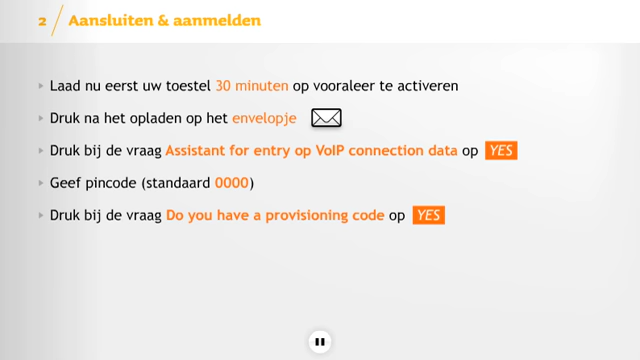 2 / Aansluiten & aanmelden
Laad nu eerst uw toestel 30 minuten op vooraleer te activeren
Druk na het opladen op het envelopje
Druk bij de vraag Assistant for entry op VoIP connection data op YES
Geef pincode (standaard 0000)
Druk bij de vraag Do you have a provisioning code op YES